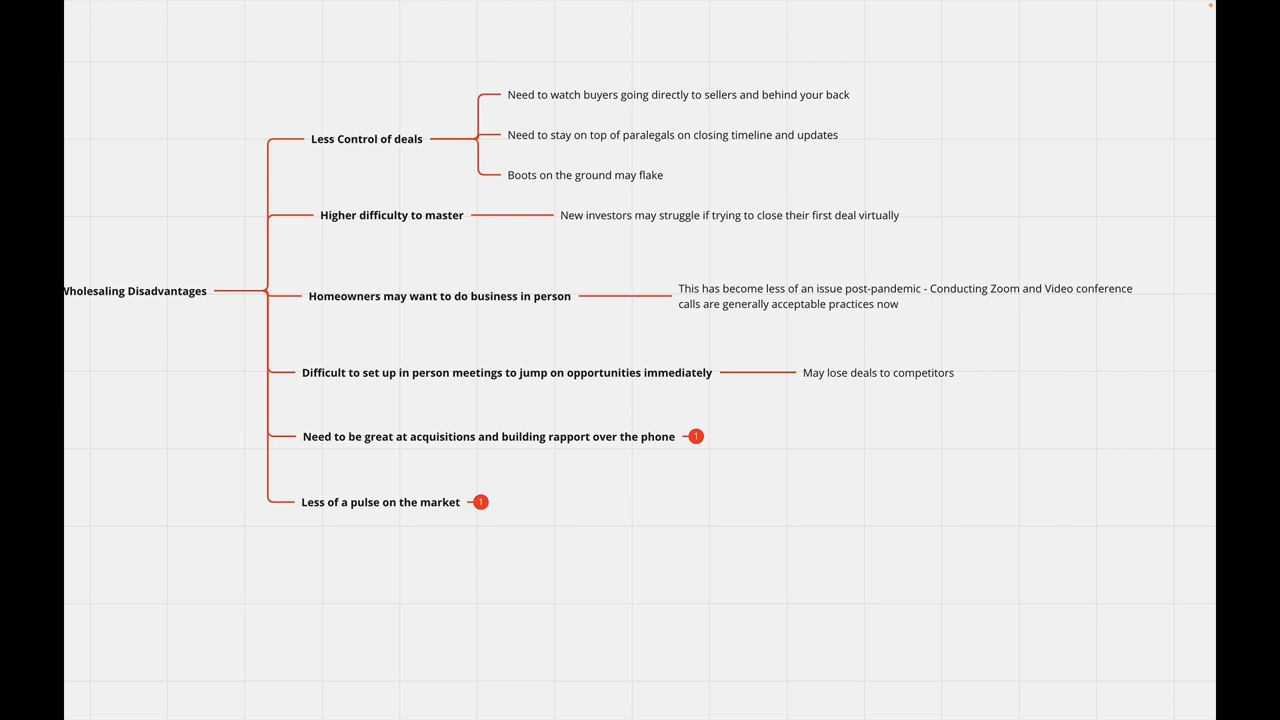 Need to watch buyers going directly to sellers and behind your back
Less Control of deals
Need to stay on top of paralegals on closing timeline and updates
Boots on the ground may flake
Higher difficulty to master
New investors may struggle if trying to close their first deal virtually
Wholesaling Disadvantages
Homeowners may want to do business in person
This has become less of an issue post-pandemic - Conducting Zoom and Video conference
calls are generally acceptable practices now
Difficult to set up in person meetings to jump on opportunities immediately
May lose deals to competitors
Need to be great at acquisitions and building rapport over the phone
1
Less of a pulse on the market
1